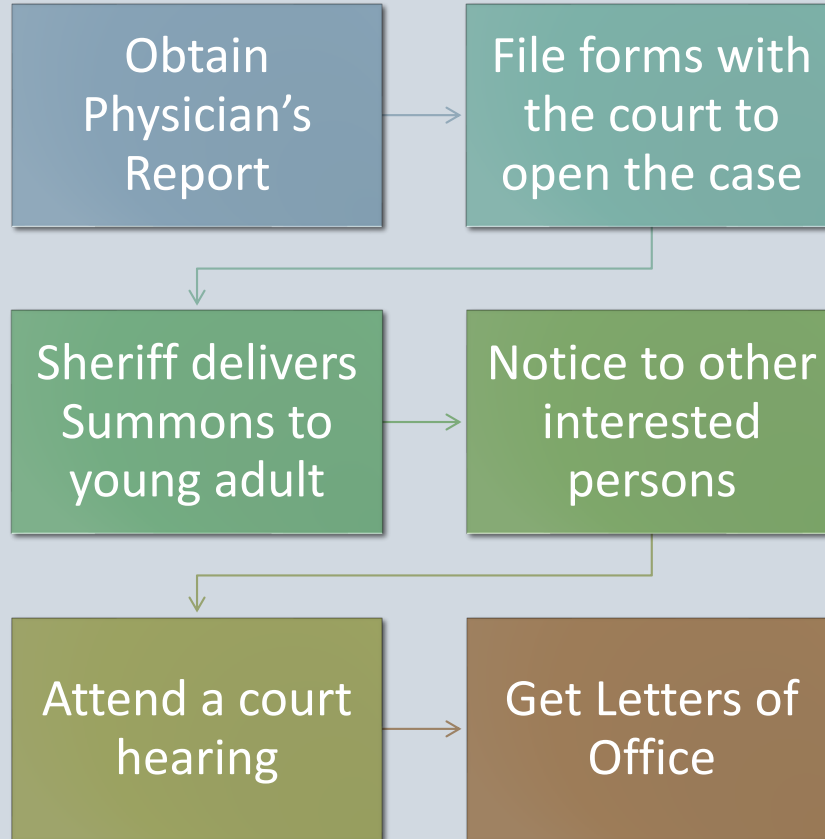 Obtain
Physician’s
Report
File forms with
the court to
open the case
Sheriff delivers
Summons to
young adult
Notice to other
interested
persons
Attend a court
hearing
Get Letters of
Office